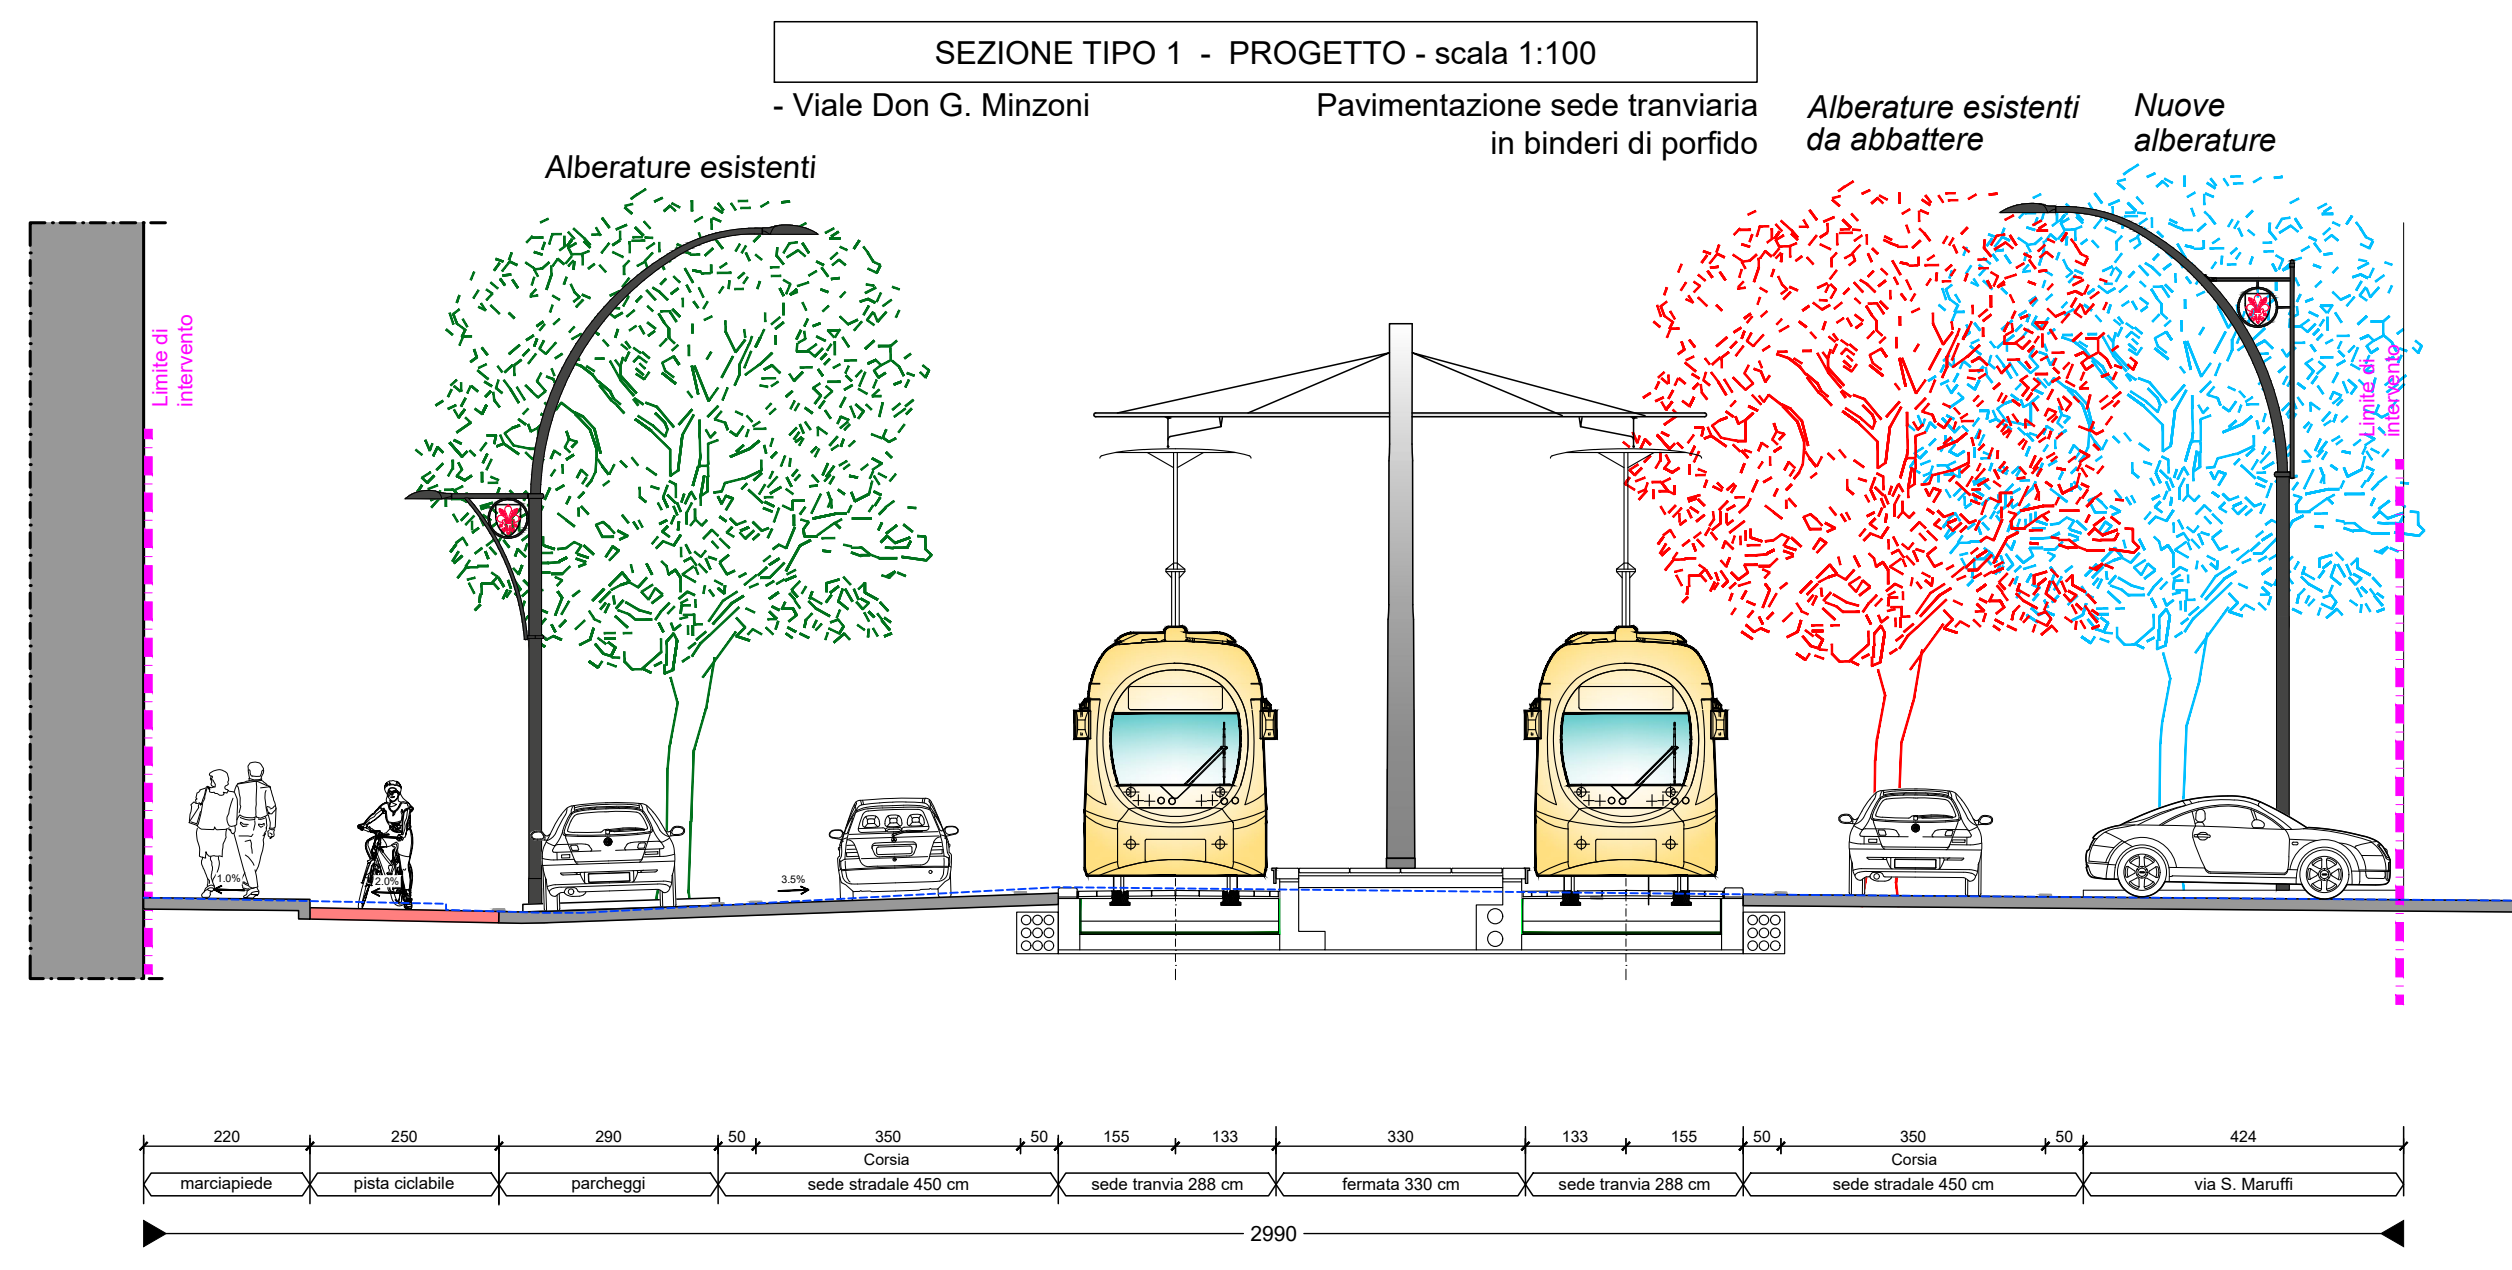 SEZIONE TIPO 1 - PROGETTO - scala 1:100
- Viale Don G. Minzoni
Pavimentazione sede tranviaria
in binderi di porfido
Alberature esistenti
da abbattere
Nuove
alberature
Alberature esistenti
Limite di
intervento
Limite di
intervento
1.0%
2.0%
3.5%
220 250 290 50 350 50 155 133 330 133 155 50 350 50 424
Corsia Corsia
marciapiede pista ciclabile parcheggi sede stradale 450 cm sede tranvia 288 cm fermata 330 cm sede tranvia 288 cm sede stradale 450 cm via S. Maruffi
2990